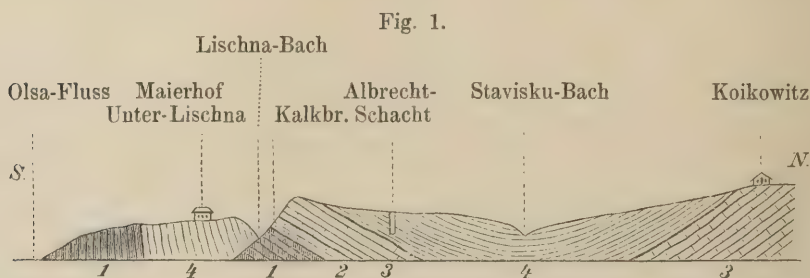 Fig. 1.
Lischna-Bach
Olsa-Fluss Maierhof Albrecht- Stavisku-Bach Koikowitz
Unter-Lischna Kalkbr. Schacht
S. N.
1 4 1 2 3 4 3